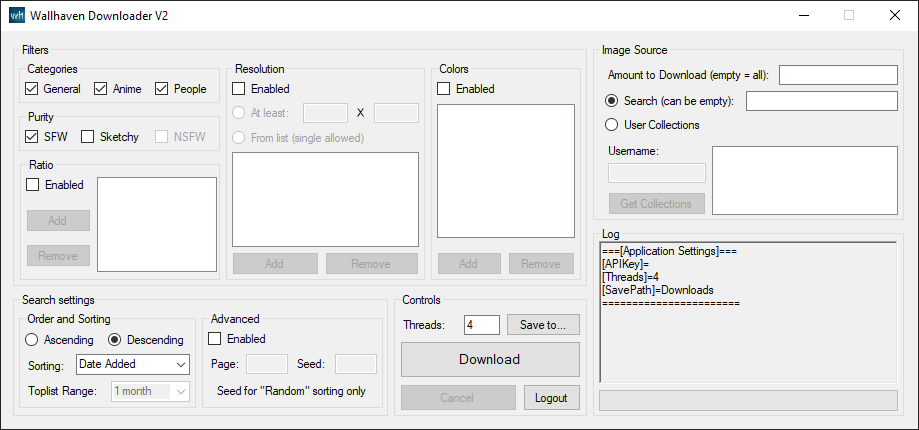 wh Wallhaven Downloader V2
Filters
Categories
General Anime People
Purity
SFW Sketchy NSFW
Ratio
Enabled
Add
Remove
Resolution
Enabled
At least: X
From list (single allowed)
Add Remove
Colors
Enabled
Add Remove
Image Source
Amount to Download (empty = all):
Search (can be empty):
User Collections
Username:
Get Collections
Search settings
Order and Sorting
Ascending Descending
Sorting: Date Added
Toplist Range: 1 month
Advanced
Enabled
Page: Seed:
Seed for "Random" sorting only
Controls
Threads: 4 Save to...
Download
Cancel Logout
Log
===[Application Settings]===
[APIKey]=
[Threads]=4
[SavePath]=Downloads
=======================